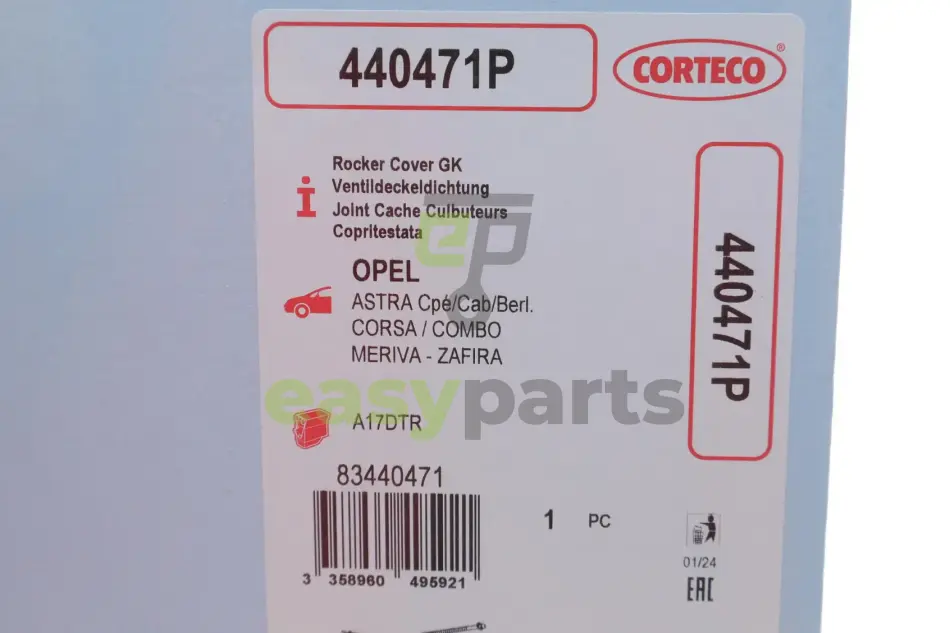 440471P
CORTECO®
Rocker Cover GK
Ventildeckeldichtung
Joint Cache Culbuteurs
Copritestata
ep
OPEL
ASTRA Cpé/Cab/Berl.
CORSA / COMBO
MERIVA - ZAFIRA
440471P
easyparts
A17DTR
83440471
1 PC
3 358960 495921
01/24
EAC